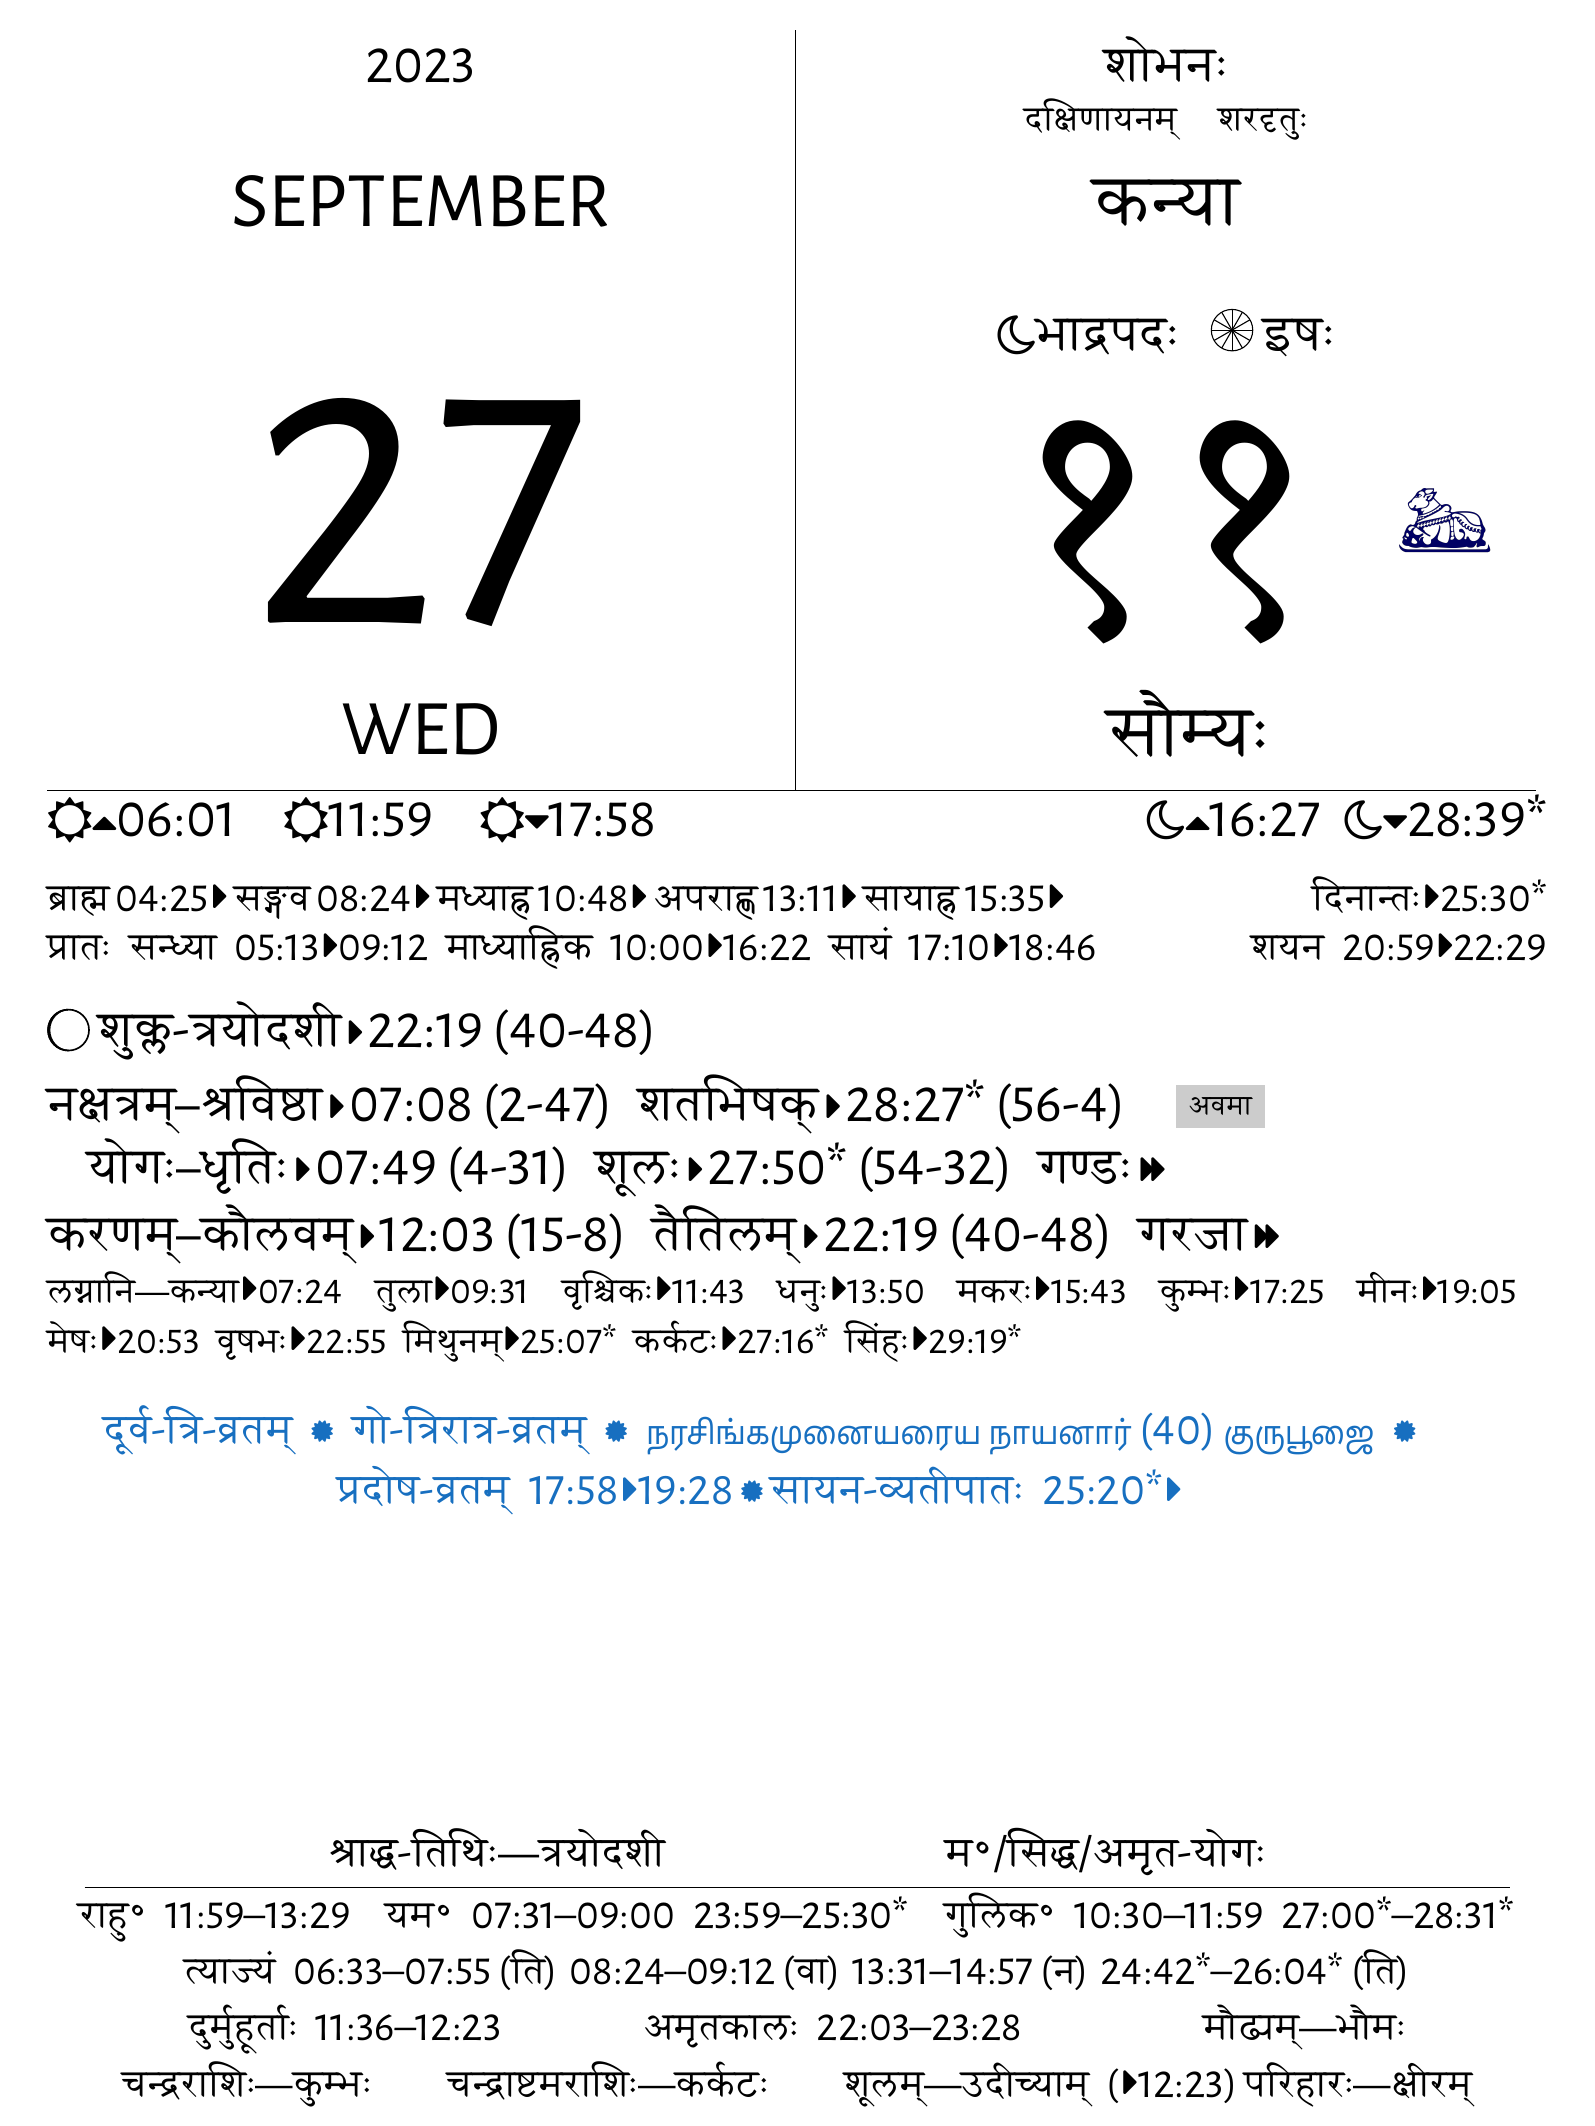 2023
SEPTEMBER
27
WED
शोभनः
दक्षिणायनम् शरदृतुः
कन्या
भाद्रपदः इषः
११
सौम्यः
06:01 11:59 17:58 16:27 28:39*
ब्राह्म 04:25 सङ्गव 08:24 मध्याह्न 10:48 अपराह्ण 13:11 सायाह्न 15:35 दिनान्तः 25:30*
प्रातः सन्ध्या 05:13 09:12 माध्याह्निक 10:00 16:22 सायं 17:10 18:46 शयन 20:59 22:29
शुक्ल-त्रयोदशी 22:19 (40-48)
नक्षत्रम्–श्रविष्ठा 07:08 (2-47) शतभिषक् 28:27* (56-4) अवमा
योगः–धृतिः 07:49 (4-31) शूलः 27:50* (54-32) गण्डः
करणम्–कौलवम् 12:03 (15-8) तैतिलम् 22:19 (40-48) गरजा
लग्नानि—कन्या 07:24 तुला 09:31 वृश्चिकः 11:43 धनुः 13:50 मकरः 15:43 कुम्भः 17:25 मीनः 19:05
मेषः 20:53 वृषभः 22:55 मिथुनम् 25:07* कर्कटः 27:16* सिंहः 29:19*
दूर्व-त्रि-व्रतम् ✹ गो-त्रिरात्र-व्रतम् ✹ நரசிங்கமுனையரைய நாயனார் (40) குருபூஜை ✹
प्रदोष-व्रतम् 17:58 19:28 ✹ सायन-व्यतीपातः 25:20*
श्राद्ध-तिथिः—त्रयोदशी म॰/सिद्ध/अमृत-योगः
राहु॰ 11:59–13:29 यम॰ 07:31–09:00 23:59–25:30* गुलिक॰ 10:30–11:59 27:00*–28:31*
त्याज्यं 06:33–07:55 (ति) 08:24–09:12 (वा) 13:31–14:57 (न) 24:42*–26:04* (ति)
दुर्मुहूर्ताः 11:36–12:23 अमृतकालः 22:03–23:28 मौढ्यम्—भौमः
चन्द्रराशिः—कुम्भः चन्द्राष्टमराशिः—कर्कटः शूलम्—उदीच्याम् (12:23) परिहारः—क्षीरम्